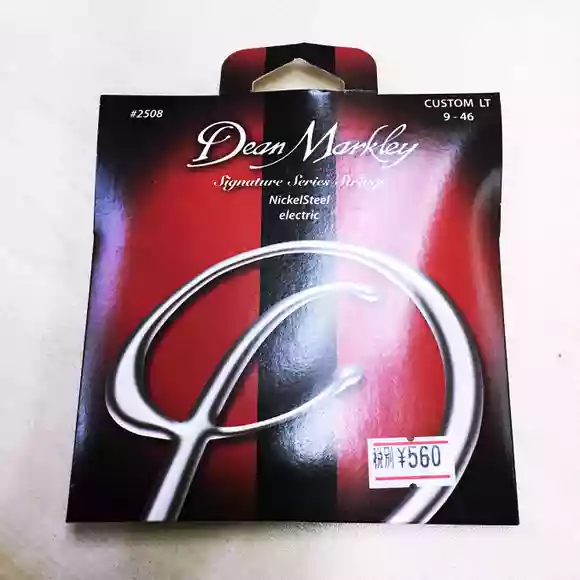 #2508
CUSTOM LT
9 - 46
Dean Markley
Signature Series Strings
NickelSteel
electric
税別 ¥560